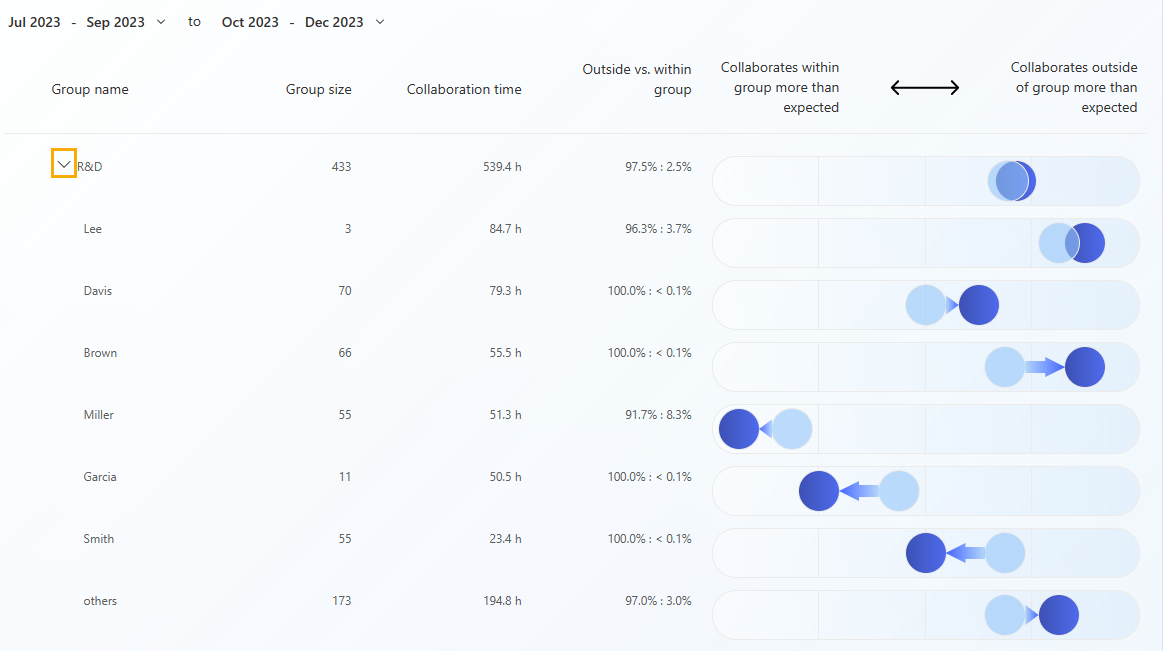 Jul 2023 - Sep 2023 to Oct 2023 - Dec 2023
Group name Group size Collaboration time Outside vs. within group Collaborates within group more than expected Collaborates outside of group more than expected
R&D 433 539.4 h 97.5% : 2.5%
Lee 3 84.7 h 96.3% : 3.7%
Davis 70 79.3 h 100.0% : < 0.1%
Brown 66 55.5 h 100.0% : < 0.1%
Miller 55 51.3 h 91.7% : 8.3%
Garcia 11 50.5 h 100.0% : < 0.1%
Smith 55 23.4 h 100.0% : < 0.1%
others 173 194.8 h 97.0% : 3.0%